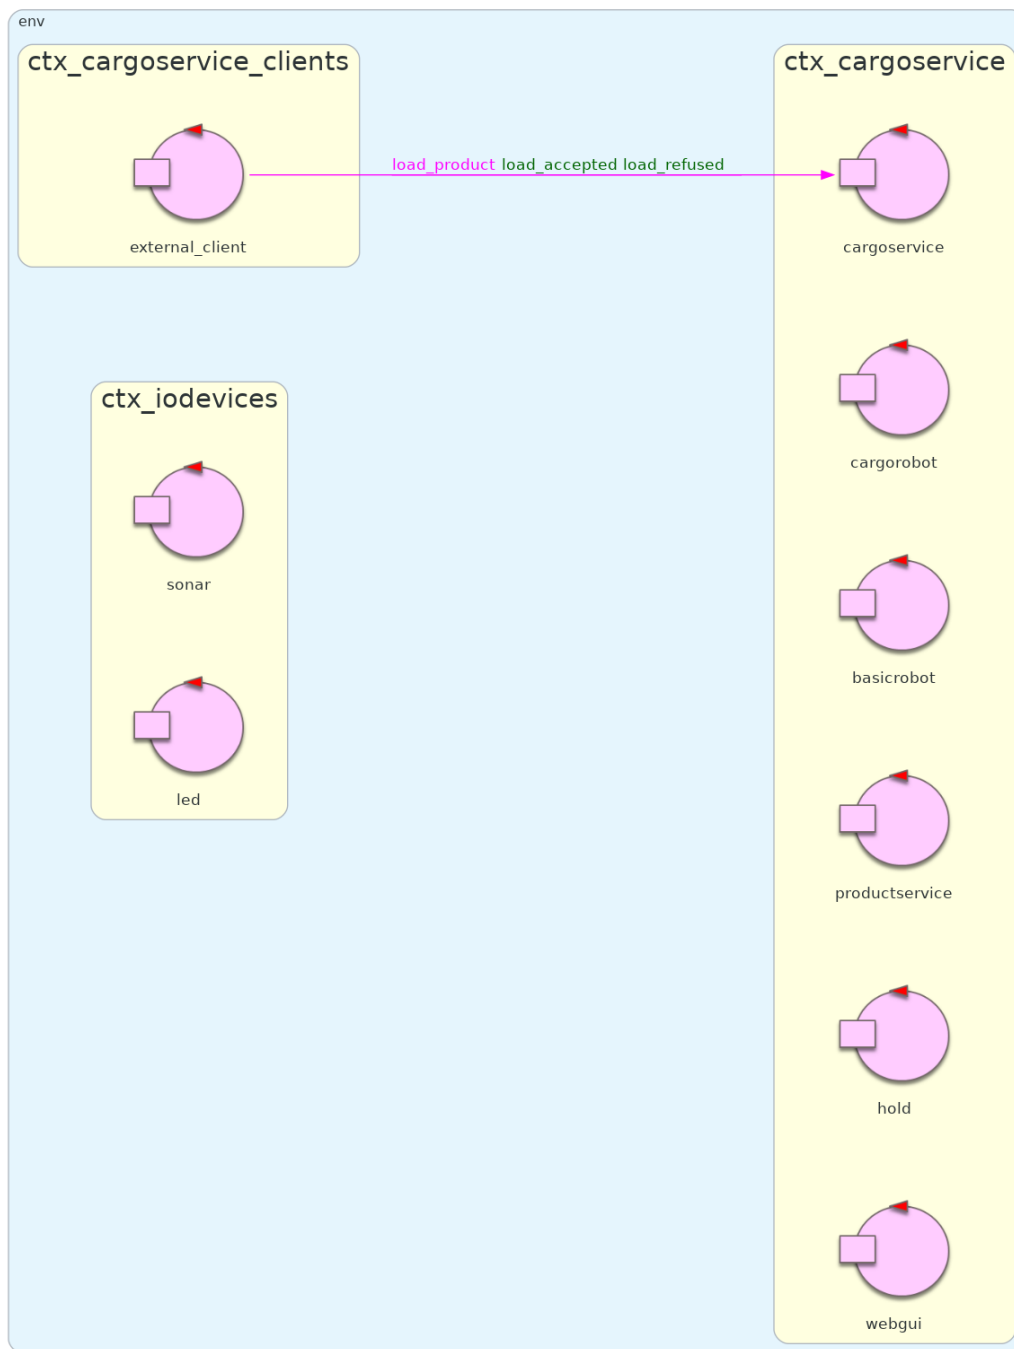 env
ctx_cargoservice_clients
ctx_cargoservice
load_product load_accepted load_refused
external_client
cargoservice
ctx_iodevices
cargorobot
sonar
basicrobot
led
productservice
hold
webgui